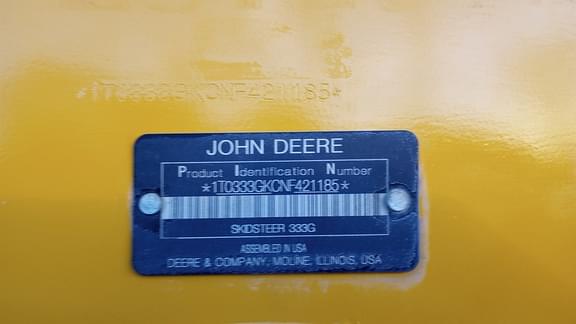 *1T0333GKCNF421185*
JOHN DEERE
Product Identification Number
*1T0333GKCNF421185*
SKIDSTEER 333G
ASSEMBLED IN USA
DEERE & COMPANY, MOLINE, ILLINOIS, USA